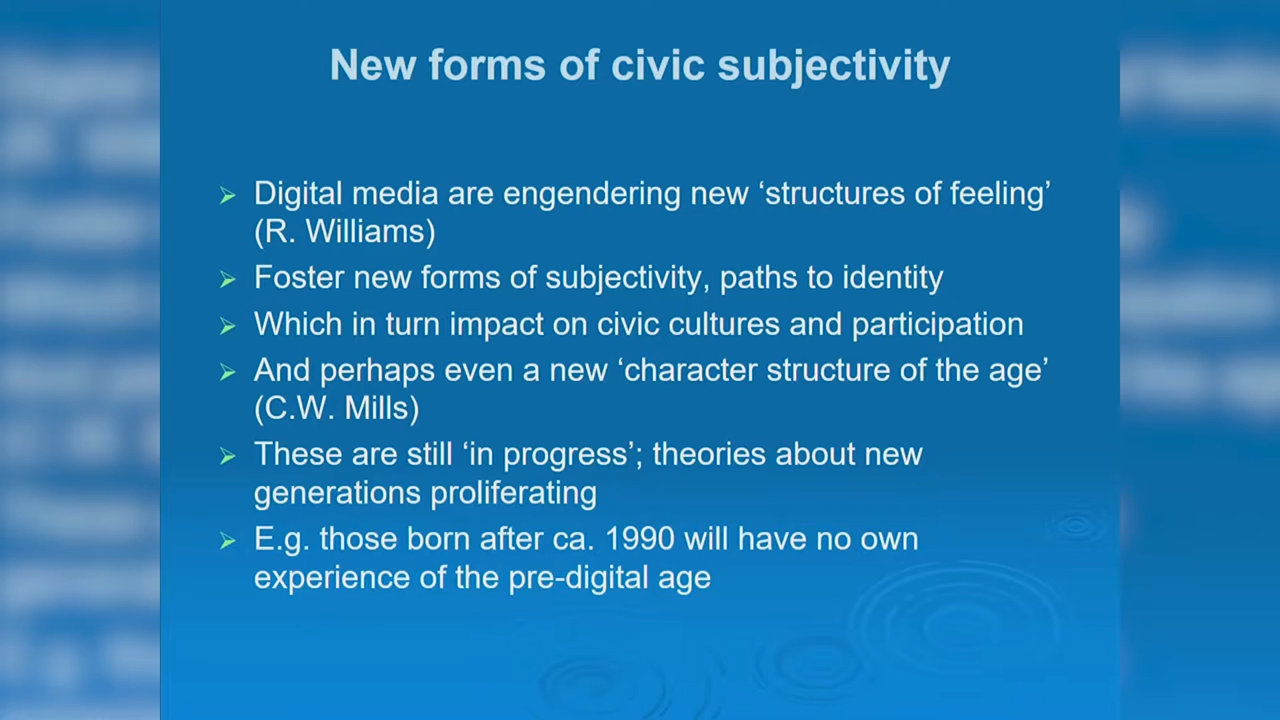 New forms of civic subjectivity
Digital media are engendering new ‘structures of feeling’
(R. Williams)
Foster new forms of subjectivity, paths to identity
Which in turn impact on civic cultures and participation
And perhaps even a new ‘character structure of the age’
(C.W. Mills)
These are still ‘in progress’; theories about new
generations proliferating
E.g. those born after ca. 1990 will have no own
experience of the pre-digital age